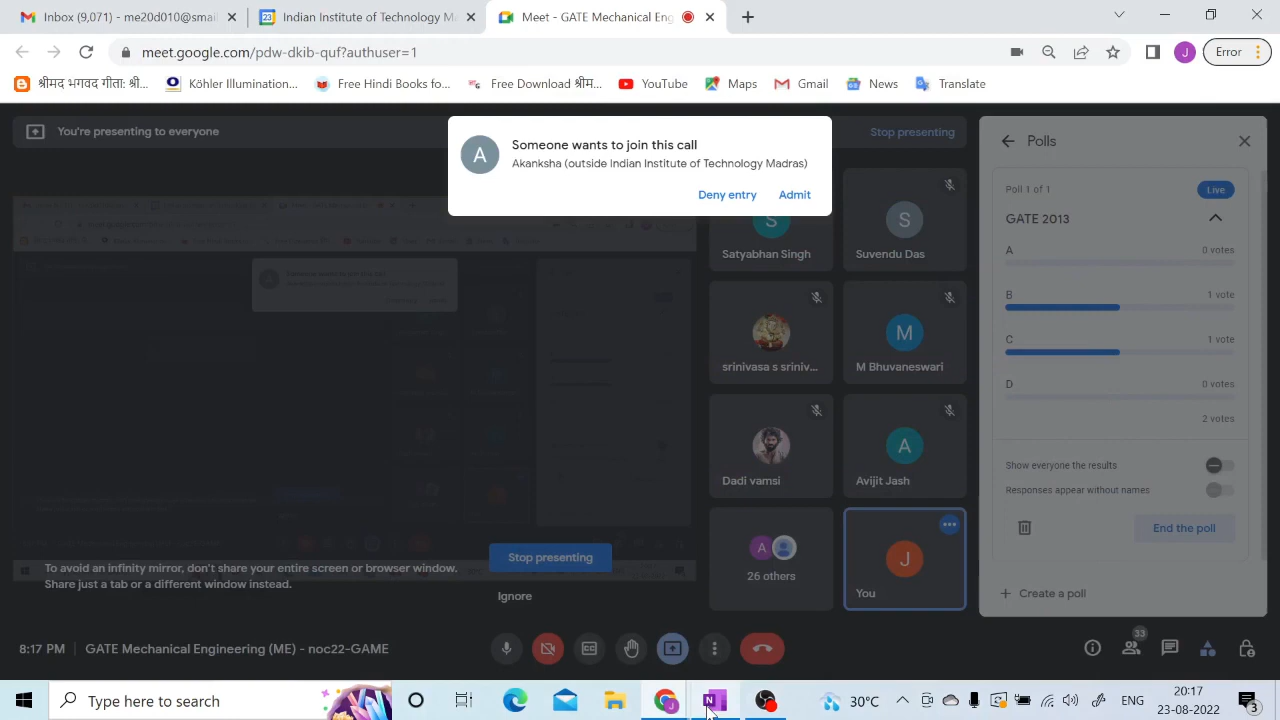 Inbox (9,071) - me20d010@smail
Indian Institute of Technology M
Meet - GATE Mechanical Eng
meet.google.com/pdw-dkib-quf?authuser=1
J
Error
श्रीमद भगवद गीता: श्री...
Köhler Illumination...
Free Hindi Books fo...
Free Download श्रीम...
YouTube
Maps
Gmail
News
Translate
You're presenting to everyone
Stop presenting
A
Someone wants to join this call
Akanksha (outside Indian Institute of Technology Madras)
Deny entry
Admit
S
Satyabhan Singh
S
Suvendu Das
srinivasa s sriniv...
M
M Bhuvaneswari
Dadi vamsi
A
Avijit Jash
A
26 others
J
You
Polls
Poll 1 of 1
Live
GATE 2013
A
0 votes
B
1 vote
C
1 vote
D
0 votes
2 votes
Show everyone the results
Responses appear without names
End the poll
Create a poll
To avoid an infinity mirror, don't share your entire screen or browser window.
Share just a tab or a different window instead.
Stop presenting
Ignore
8:17 PM | GATE Mechanical Engineering (ME) - noc22-GAME
33
Type here to search
30°C
ENG
20:17
23-08-2022
3